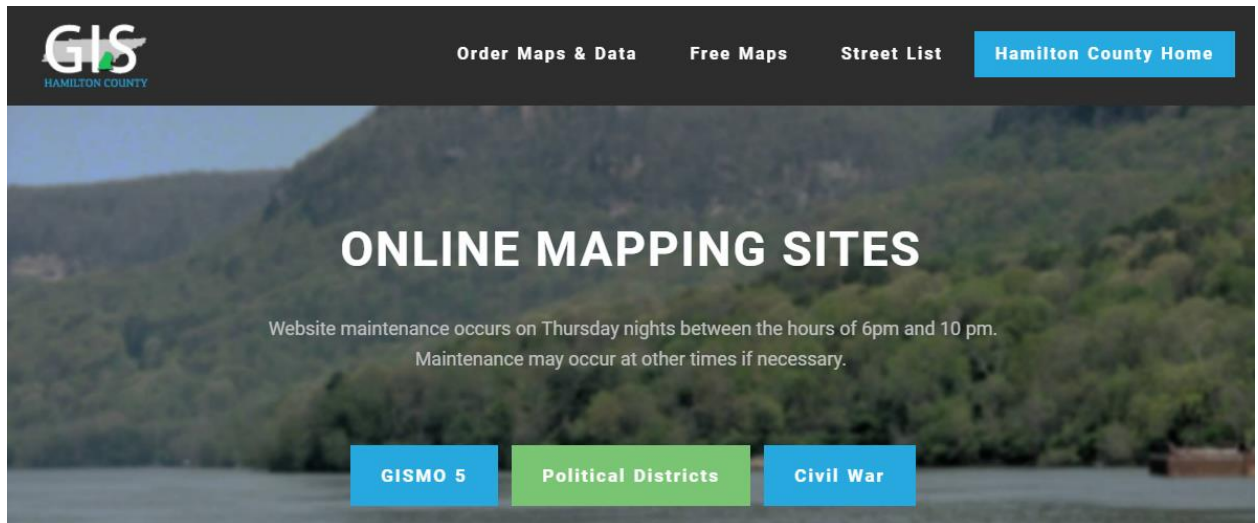 GIS
HAMILTON COUNTY
Order Maps & Data
Free Maps
Street List
Hamilton County Home
ONLINE MAPPING SITES
Website maintenance occurs on Thursday nights between the hours of 6pm and 10 pm.
Maintenance may occur at other times if necessary.
GISMO 5
Political Districts
Civil War